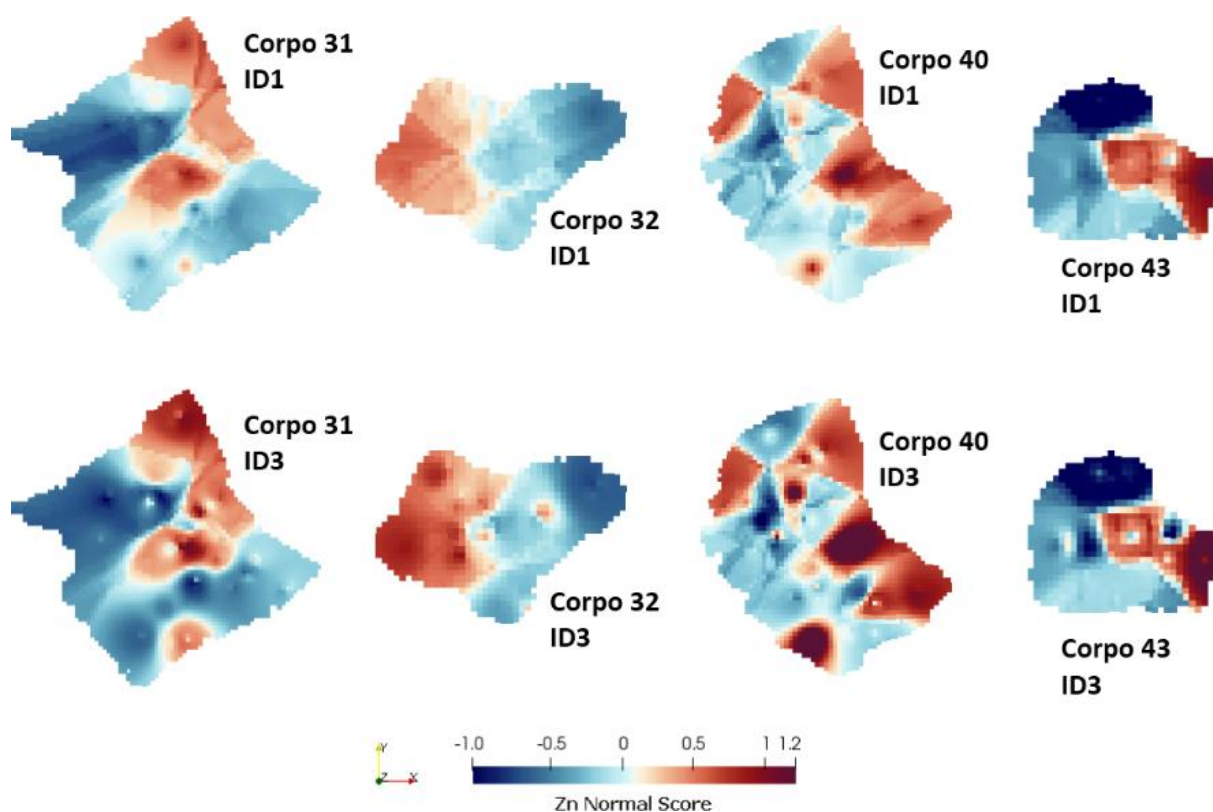 Corpo 31
ID1
Corpo 32
ID1
Corpo 40
ID1
Corpo 43
ID1
Corpo 31
ID3
Corpo 32
ID3
Corpo 40
ID3
Corpo 43
ID3
Y
Z X
-1.0 -0.5 0 0.5 1 1.2
Zn Normal Score